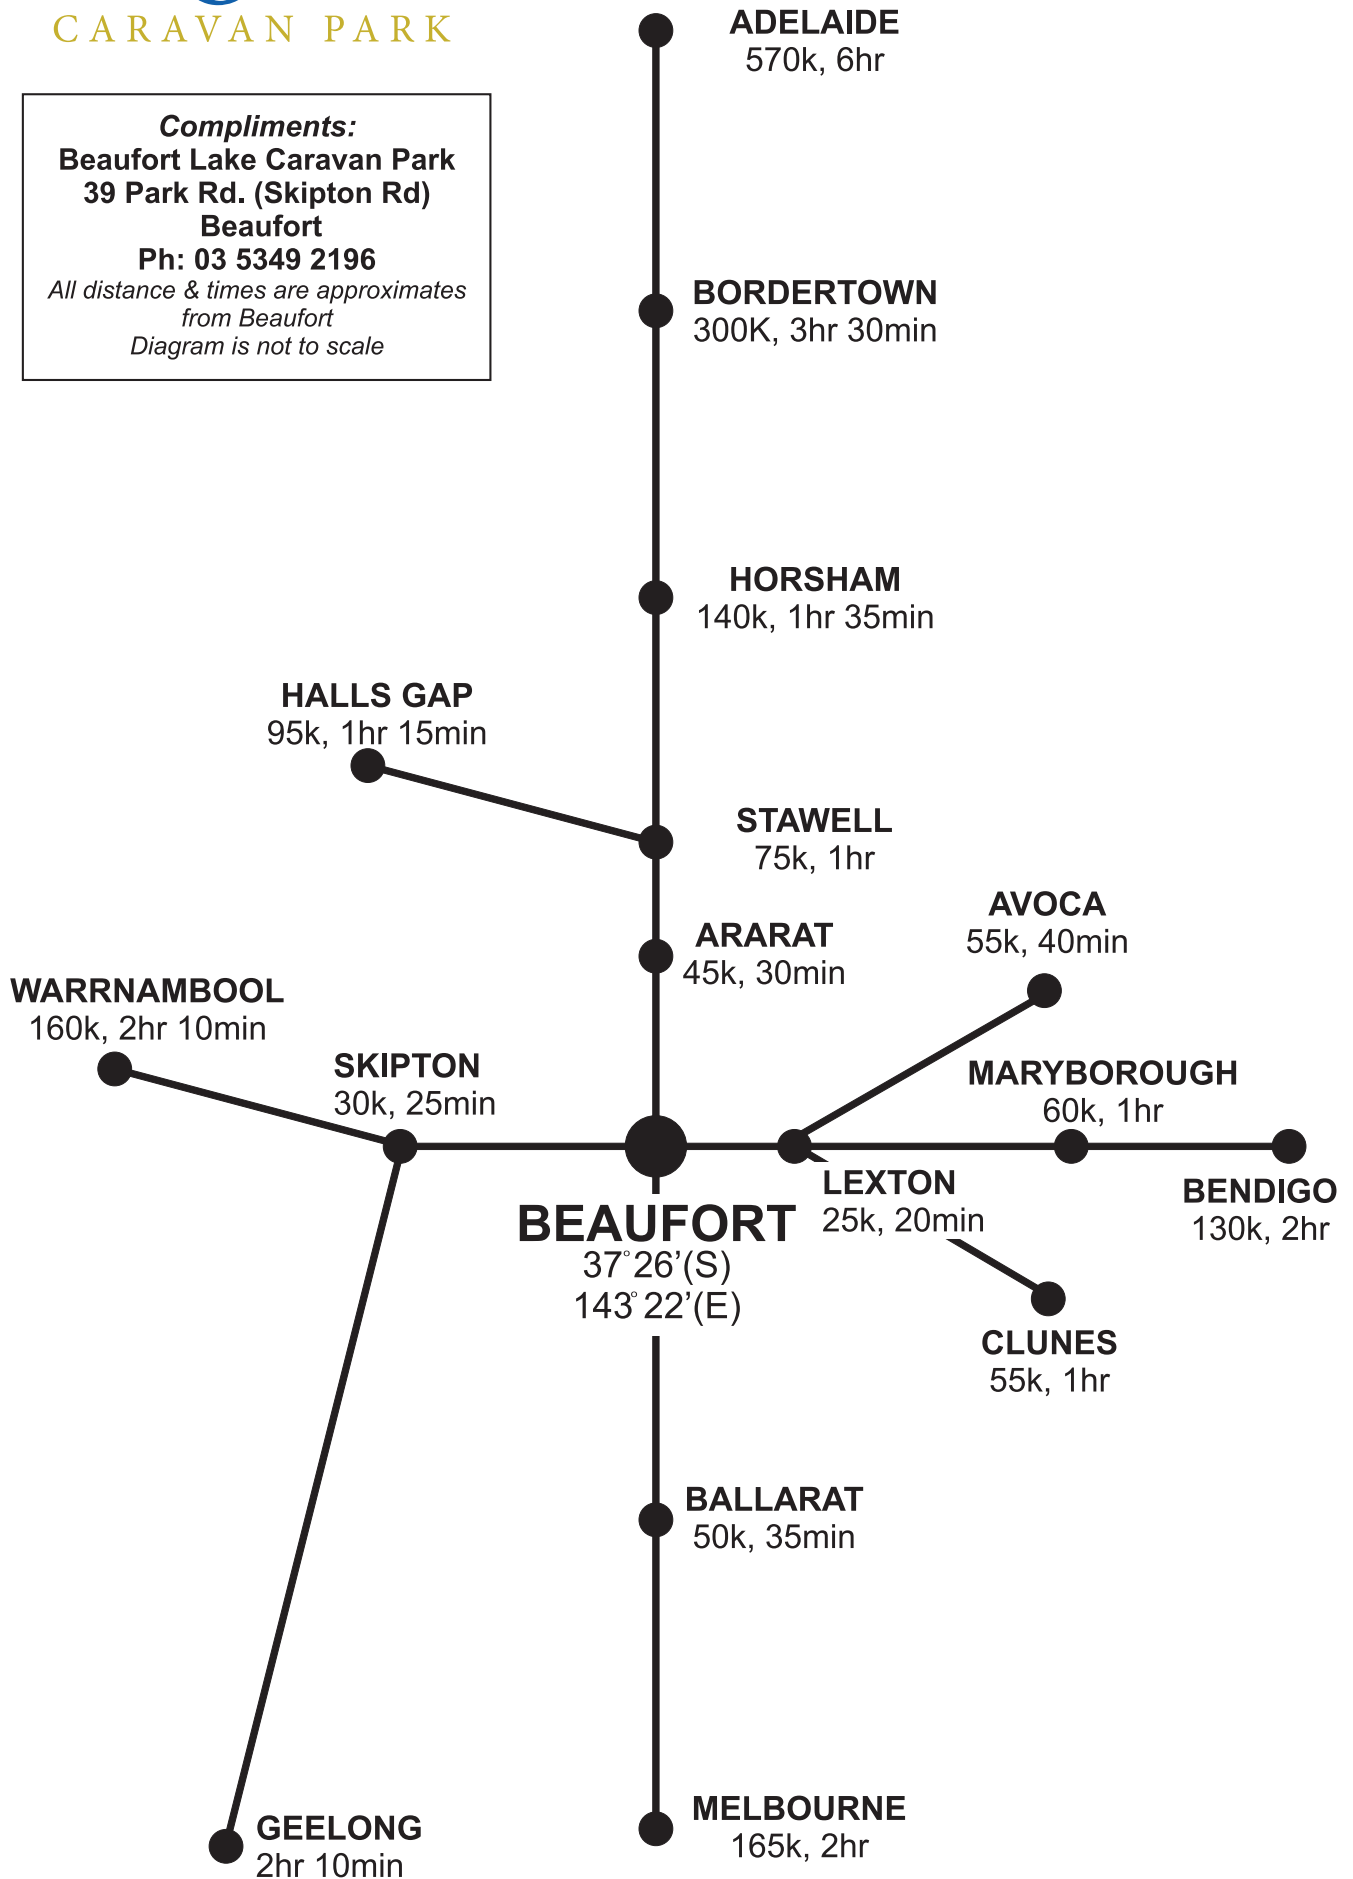 CARAVAN PARK
Compliments:
Beaufort Lake Caravan Park
39 Park Rd. (Skipton Rd)
Beaufort
Ph: 03 5349 2196
All distance & times are approximates
from Beaufort
Diagram is not to scale
ADELAIDE
570k, 6hr
BORDERTOWN
300K, 3hr 30min
HORSHAM
140k, 1hr 35min
HALLS GAP
95k, 1hr 15min
STAWELL
75k, 1hr
ARARAT
45k, 30min
AVOCA
55k, 40min
WARRNAMBOOL
160k, 2hr 10min
SKIPTON
30k, 25min
MARYBOROUGH
60k, 1hr
LEXTON
25k, 20min
BENDIGO
130k, 2hr
BEAUFORT
37°26’(S)
143°22’(E)
CLUNES
55k, 1hr
BALLARAT
50k, 35min
MELBOURNE
165k, 2hr
GEELONG
2hr 10min